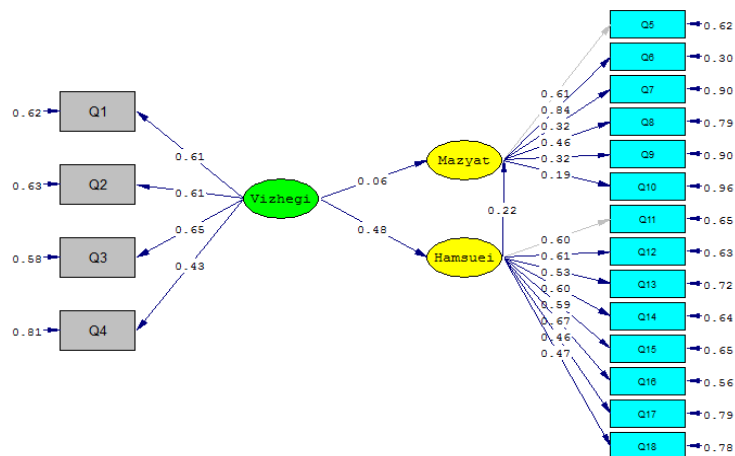 Q5
0.62
Q6
0.30
0.61
Q7
0.90
0.84
0.62
Q1
0.32
Q8
0.79
0.46
Q9
0.90
0.61
Mazyat
0.32
0.19
Q10
0.96
0.63
Q2
0.61
0.06
Vizhegi
0.22
Q11
0.65
0.65
0.48
0.60
0.61
Q12
0.63
0.58
Q3
Hamsuei
0.53
Q13
0.72
0.60
Q14
0.64
0.43
0.59
0.67
Q15
0.65
0.81
Q4
0.46
0.47
Q16
0.56
Q17
0.79
Q18
0.78